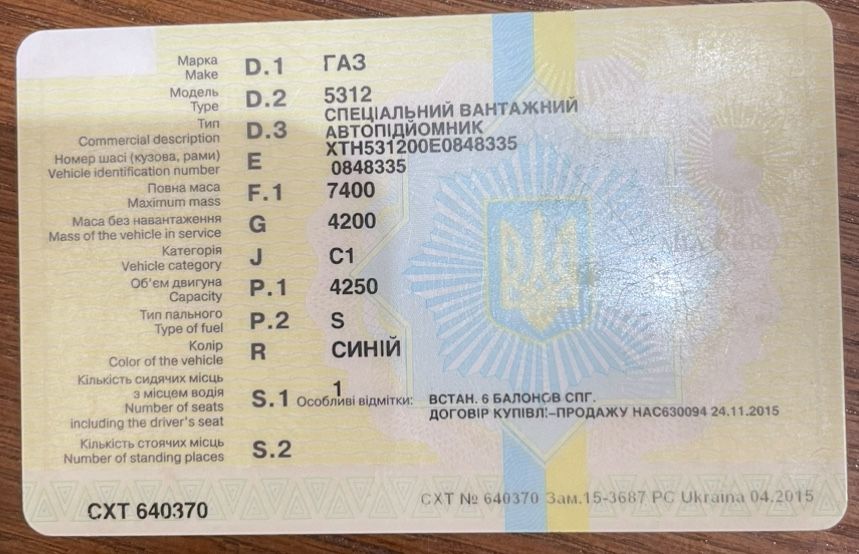 Марка D.1 ГАЗ
Make
Модель D.2 5312
Type
Тип D.3 СПЕЦІАЛЬНИЙ ВАНТАЖНИЙ
Commercial description АВТОПІДЙОМНИК
Номер шасі (кузова, рами) E XTH531200E0848335
Vehicle identification number 0848335
Повна маса F.1 7400
Maximum mass
Маса без навантаження G 4200
Mass of the vehicle in service
Категорія J C1
Vehicle category
Об'єм двигуна P.1 4250
Capacity
Тип пального P.2 S
Type of fuel
Колір R СИНІЙ
Color of the vehicle
Кількість сидячих місць
з місцем водія S.1 1
Number of seats Особливі відмітки: ВСТАН. 6 БАЛОНОВ СПГ.
including the driver's seat ДОГОВІР КУПІВЛІ-ПРОДАЖУ НАС630094 24.11.2015
Кількість стоячих місць S.2
Number of standing places
СХТ 640370
СХТ № 640370 Зам.15-3687 РС Ukraina 04.2015